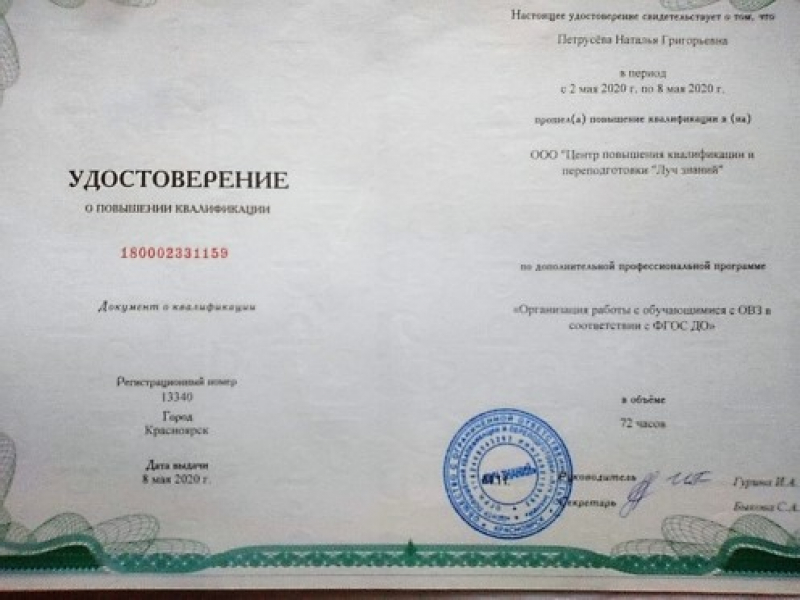 УДОСТОВЕРЕНИЕ
О ПОВЫШЕНИИ КВАЛИФИКАЦИИ
180002331159
Документ о квалификации
Регистрационный номер
13340
Город
Красноярск
Дата выдачи
8 мая 2020 г.
Настоящее удостоверение свидетельствует о том, что
Петрусёва Наталья Григорьевна
в период
с 2 мая 2020 г. по 8 мая 2020 г.
прошел(а) повышение квалификации в (на)
ООО "Центр повышения квалификации и
переподготовки "Луч знаний"
по дополнительной профессиональной программе
«Организация работы с обучающимися с ОВЗ в
соответствии с ФГОС ДО»
в объёме
72 часов
Руководитель
Гурина И.А.
Секретарь
Быкова С.А.